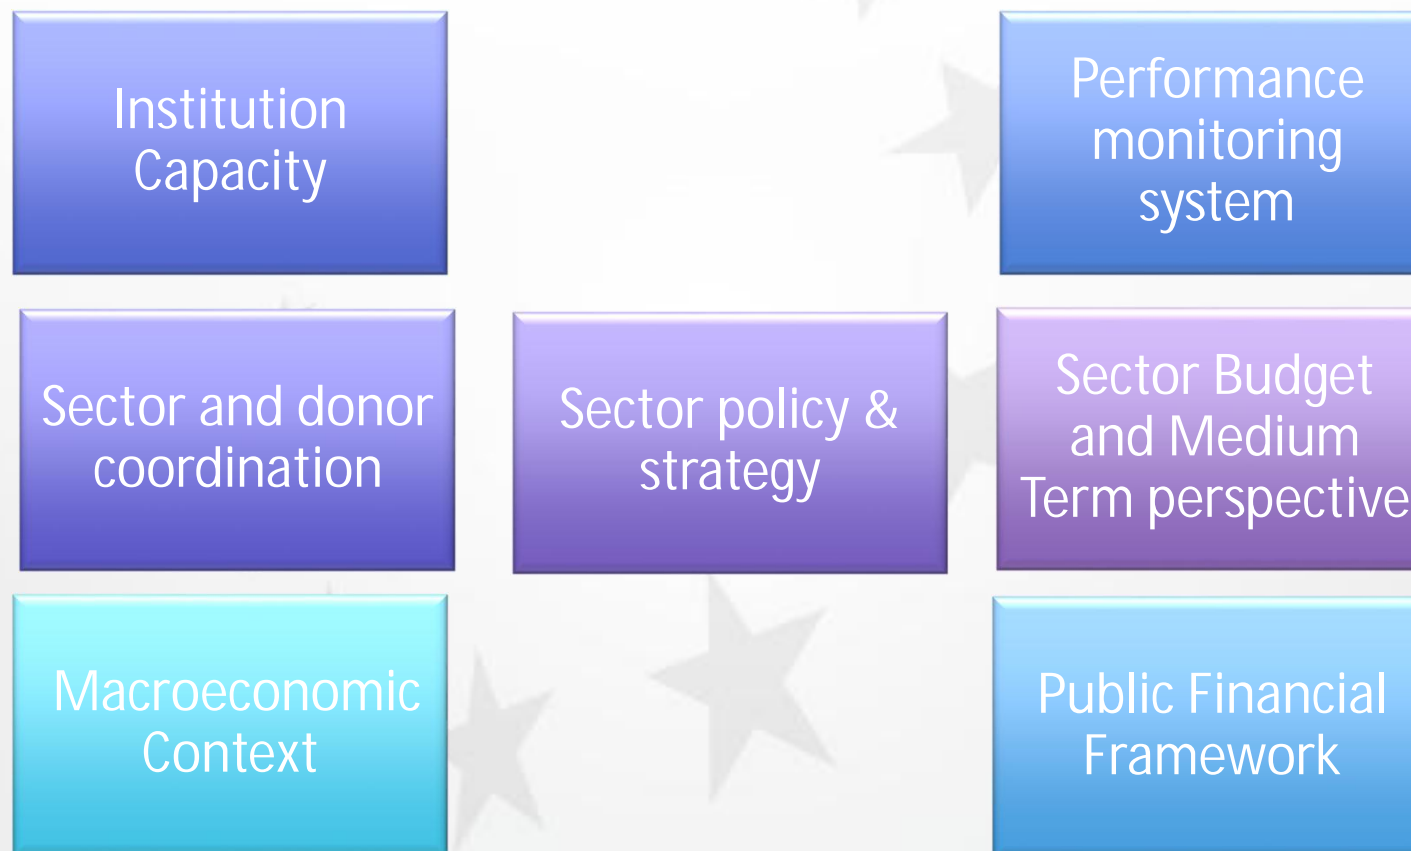 Institution
Capacity
Performance
monitoring
system
Sector and donor
coordination
Sector policy &
strategy
Sector Budget
and Medium
Term perspective
Macroeconomic
Context
Public Financial
Framework